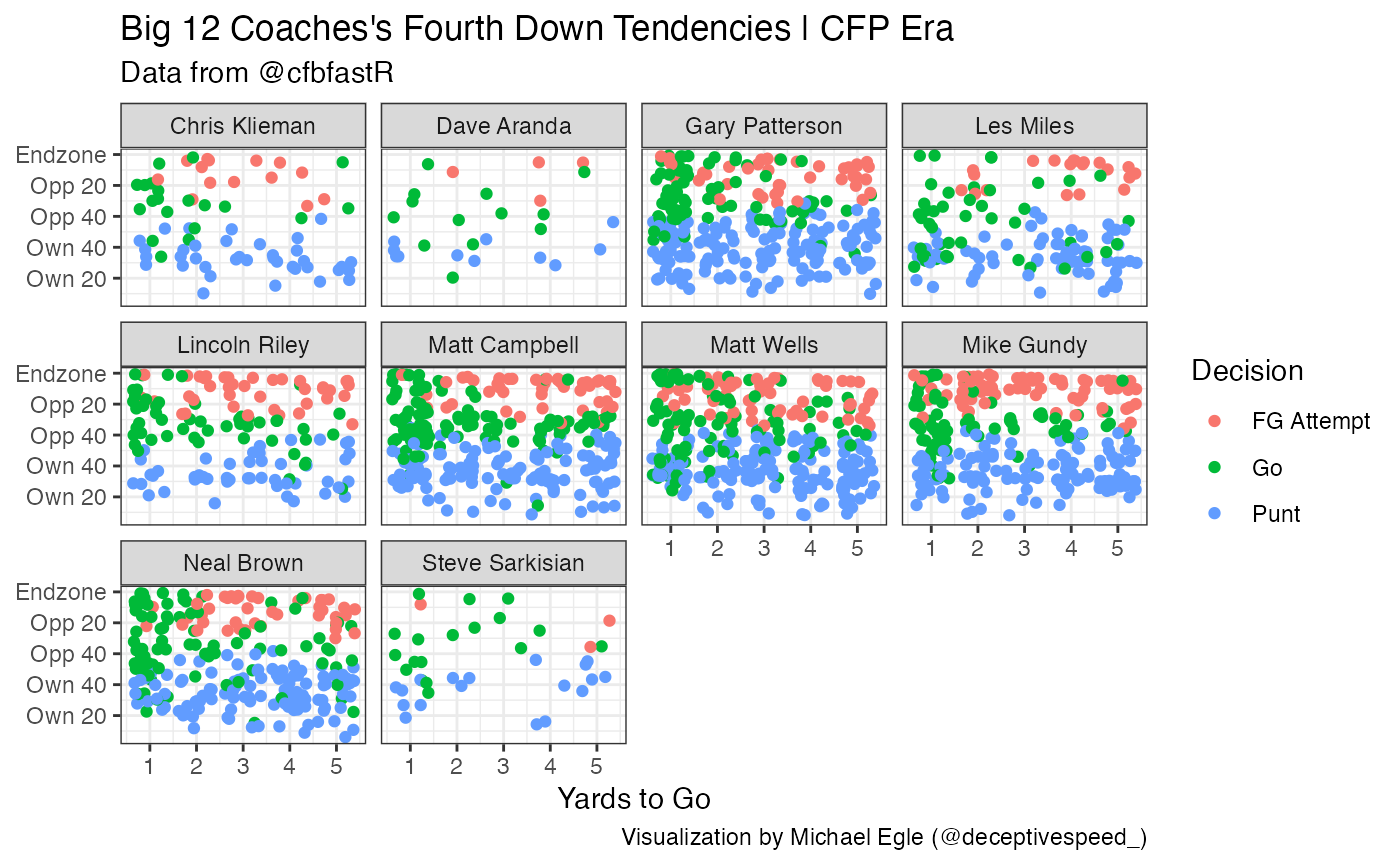 Big 12 Coaches's Fourth Down Tendencies | CFP Era
Data from @cfbfastR
Chris Klieman
Dave Aranda
Gary Patterson
Les Miles
Endzone
Opp 20
Opp 40
Own 40
Own 20
Lincoln Riley
Matt Campbell
Matt Wells
Mike Gundy
Endzone
Opp 20
Opp 40
Own 40
Own 20
1 2 3 4 5
1 2 3 4 5
Neal Brown
Steve Sarkisian
Endzone
Opp 20
Opp 40
Own 40
Own 20
1 2 3 4 5
1 2 3 4 5
Yards to Go
Decision
FG Attempt
Go
Punt
Visualization by Michael Egle (@deceptivespeed_)